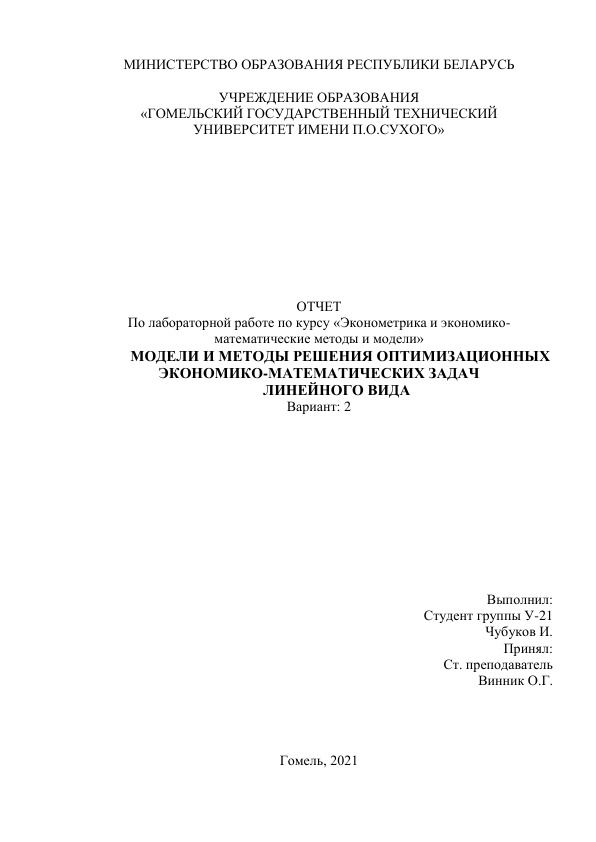 МИНИСТЕРСТВО ОБРАЗОВАНИЯ РЕСПУБЛИКИ БЕЛАРУСЬ
УЧРЕЖДЕНИЕ ОБРАЗОВАНИЯ
«ГОМЕЛЬСКИЙ ГОСУДАРСТВЕННЫЙ ТЕХНИЧЕСКИЙ
УНИВЕРСИТЕТ ИМЕНИ П.О.СУХОГО»
ОТЧЕТ
По лабораторной работе по курсу «Эконометрика и экономико-
математические методы и модели»
МОДЕЛИ И МЕТОДЫ РЕШЕНИЯ ОПТИМИЗАЦИОННЫХ
ЭКОНОМИКО-МАТЕМАТИЧЕСКИХ ЗАДАЧ
ЛИНЕЙНОГО ВИДА
Вариант: 2
Выполнил:
Студент группы У-21
Чубуков И.
Принял:
Ст. преподаватель
Винник О.Г.
Гомель, 2021